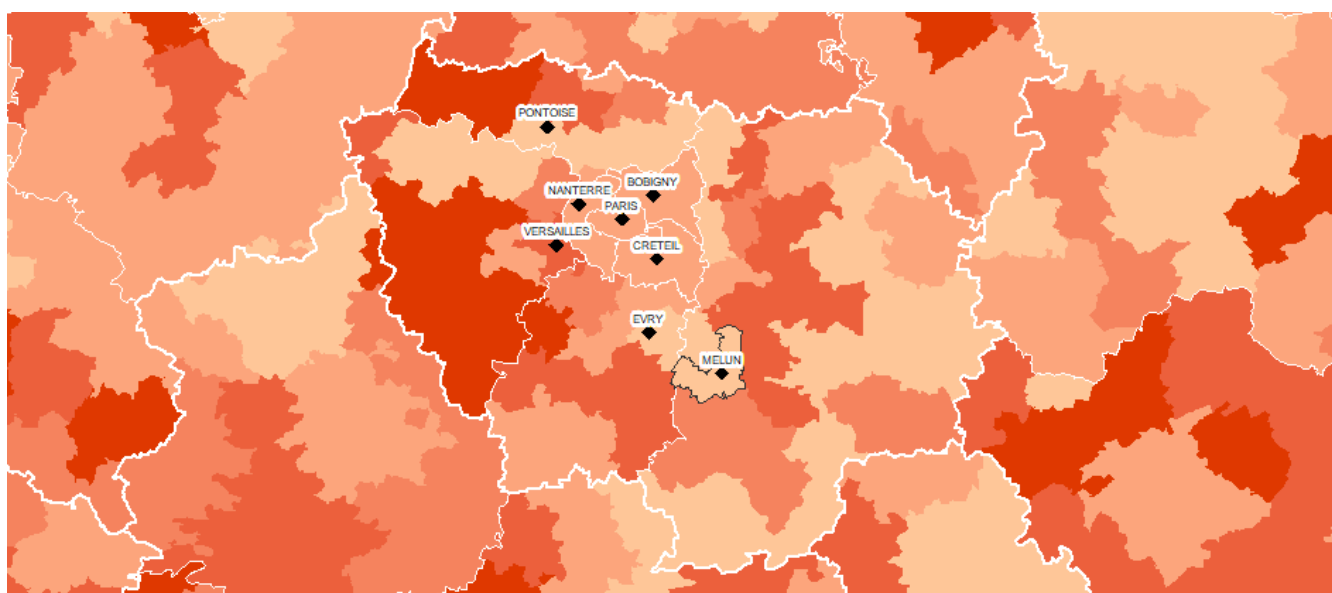 PONTOISE
NANTERRE
BOBIGNY
PARIS
VERSAILLES
CRETEIL
EVRY
MELUN